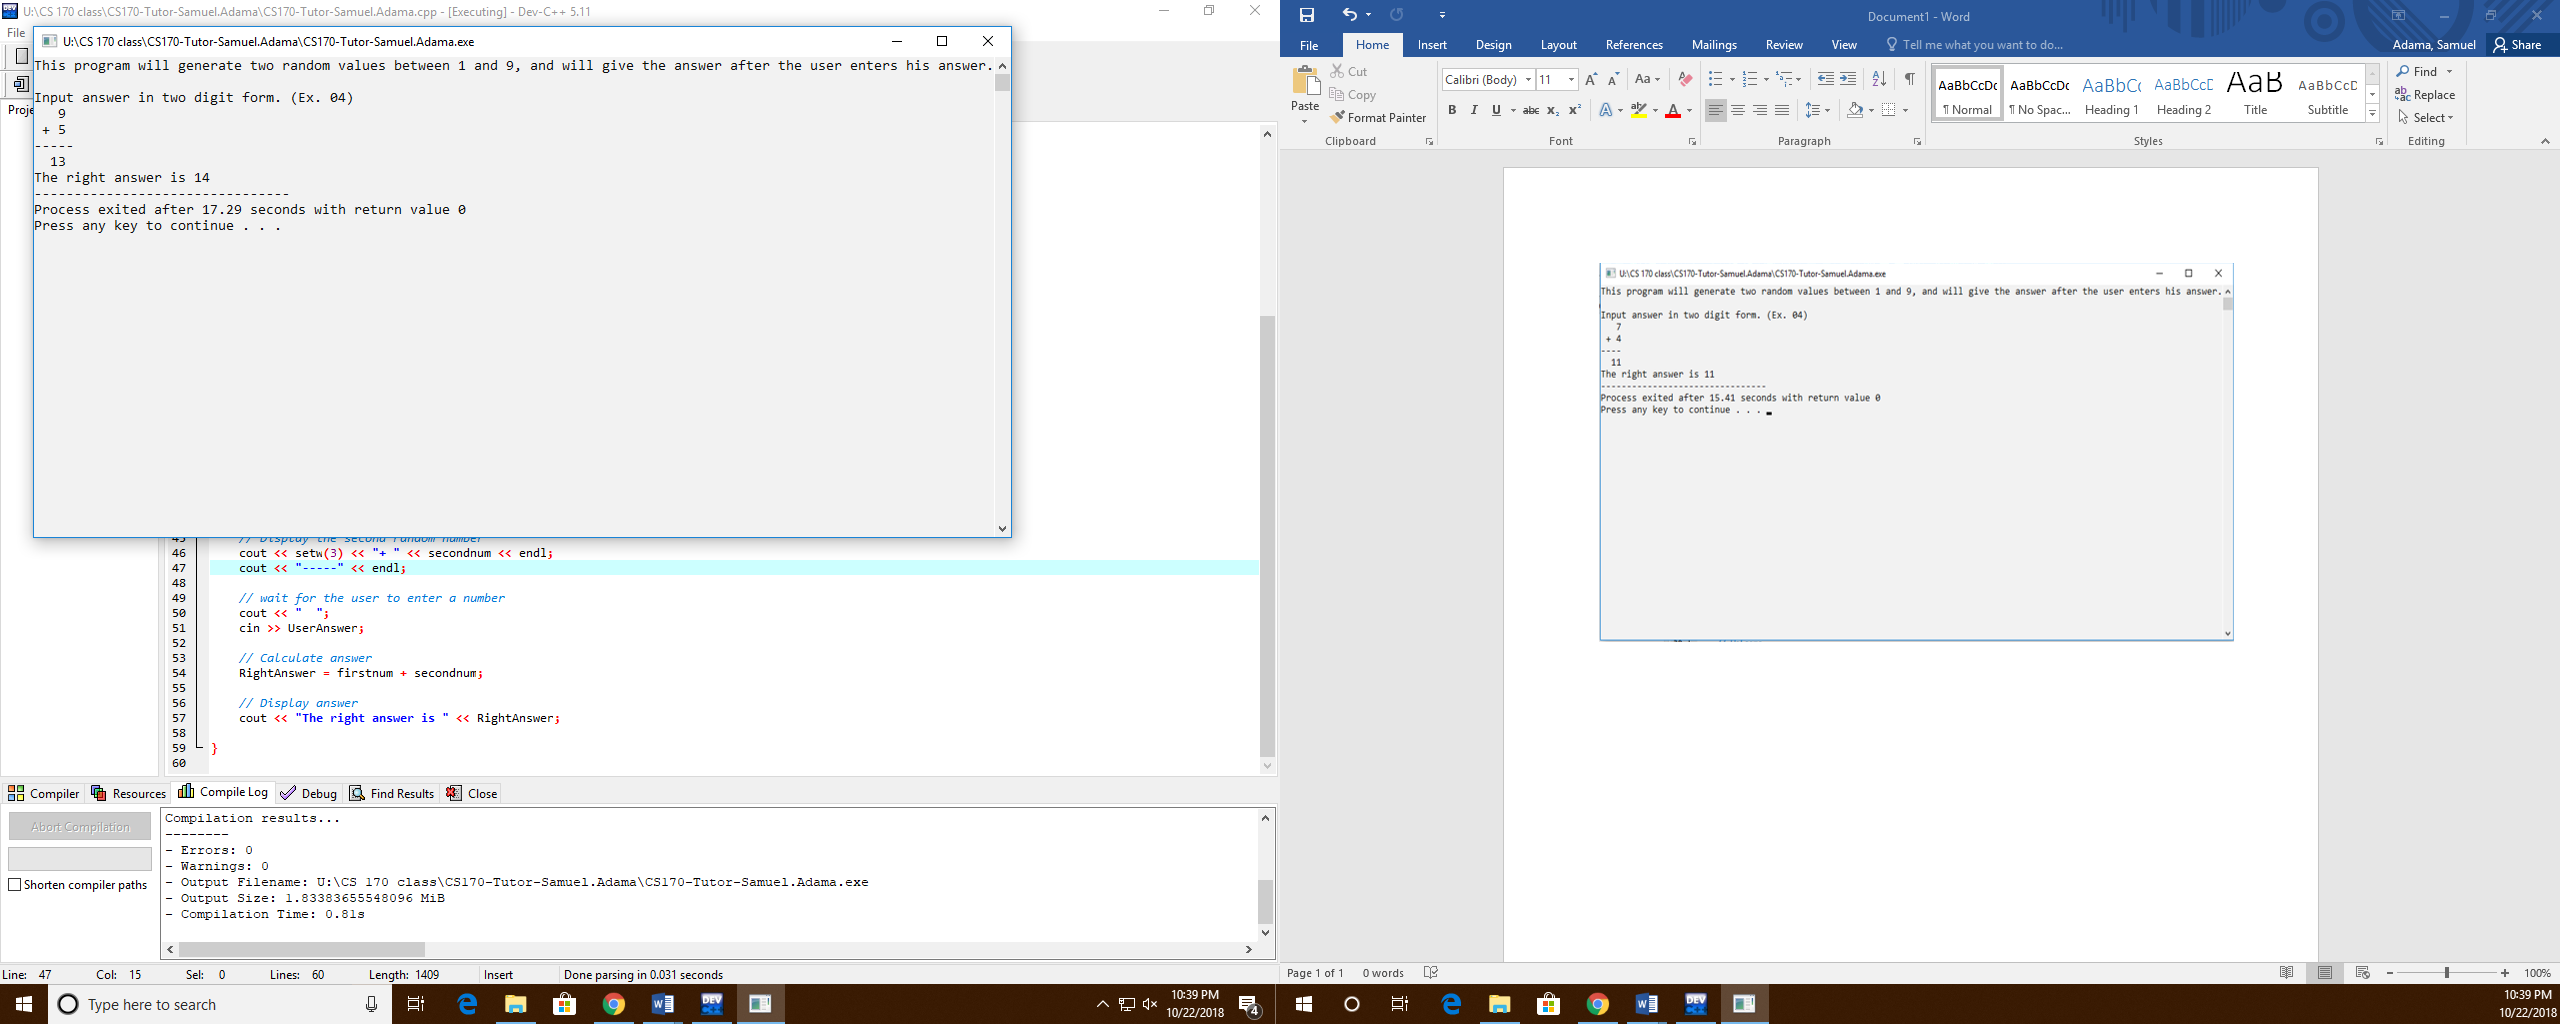 U:\CS 170 class\CS170-Tutor-Samuel.Adama\CS170-Tutor-Samuel.Adama.cpp - [Executing] - Dev-C++ 5.11
File
Proje
U:\CS 170 class\CS170-Tutor-Samuel.Adama\CS170-Tutor-Samuel.Adama.exe
This program will generate two random values between 1 and 9, and will give the answer after the user enters his answer.
Input answer in two digit form. (Ex. 04)
9
+ 5
-----
13
The right answer is 14
--------------------------------
Process exited after 17.29 seconds with return value 0
Press any key to continue . . .
45 // Display the second random number
46 cout << setw(3) << "+ " << secondnum << endl;
47 cout << "-----" << endl;
48
49 // wait for the user to enter a number
50 cout << "  ";
51 cin >> UserAnswer;
52
53 // Calculate answer
54 RightAnswer = firstnum + secondnum;
55
56 // Display answer
57 cout << "The right answer is " << RightAnswer;
58
59 }
60
Compiler Resources Compile Log Debug Find Results Close
Abort Compilation
Shorten compiler paths
Compilation results...
--------
- Errors: 0
- Warnings: 0
- Output Filename: U:\CS 170 class\CS170-Tutor-Samuel.Adama\CS170-Tutor-Samuel.Adama.exe
- Output Size: 1.83383655548096 MiB
- Compilation Time: 0.81s
Line: 47 Col: 15 Sel: 0 Lines: 60 Length: 1409 Insert Done parsing in 0.031 seconds
Type here to search
10:39 PM
10/22/2018
4
Document1 - Word
File Home Insert Design Layout References Mailings Review View Tell me what you want to do... Adama, Samuel Share
Paste
Cut
Copy
Format Painter
Clipboard
Calibri (Body) 11
Aa
B I U abc x₂ x²
A A
Font
Paragraph
AaBbCcDc AaBbCcDc AaBbC( AaBbCcC AaB AaBbCcC
¶ Normal ¶ No Spac... Heading 1 Heading 2 Title Subtitle
Styles
Find
Replace
Select
Editing
U:\CS 170 class\CS170-Tutor-Samuel.Adama\CS170-Tutor-Samuel.Adama.exe
This program will generate two random values between 1 and 9, and will give the answer after the user enters his answer.
Input answer in two digit form. (Ex. 04)
7
+ 4
----
11
The right answer is 11
--------------------------------
Process exited after 15.41 seconds with return value 0
Press any key to continue . . .
Page 1 of 1 0 words
100%
10:39 PM
10/22/2018